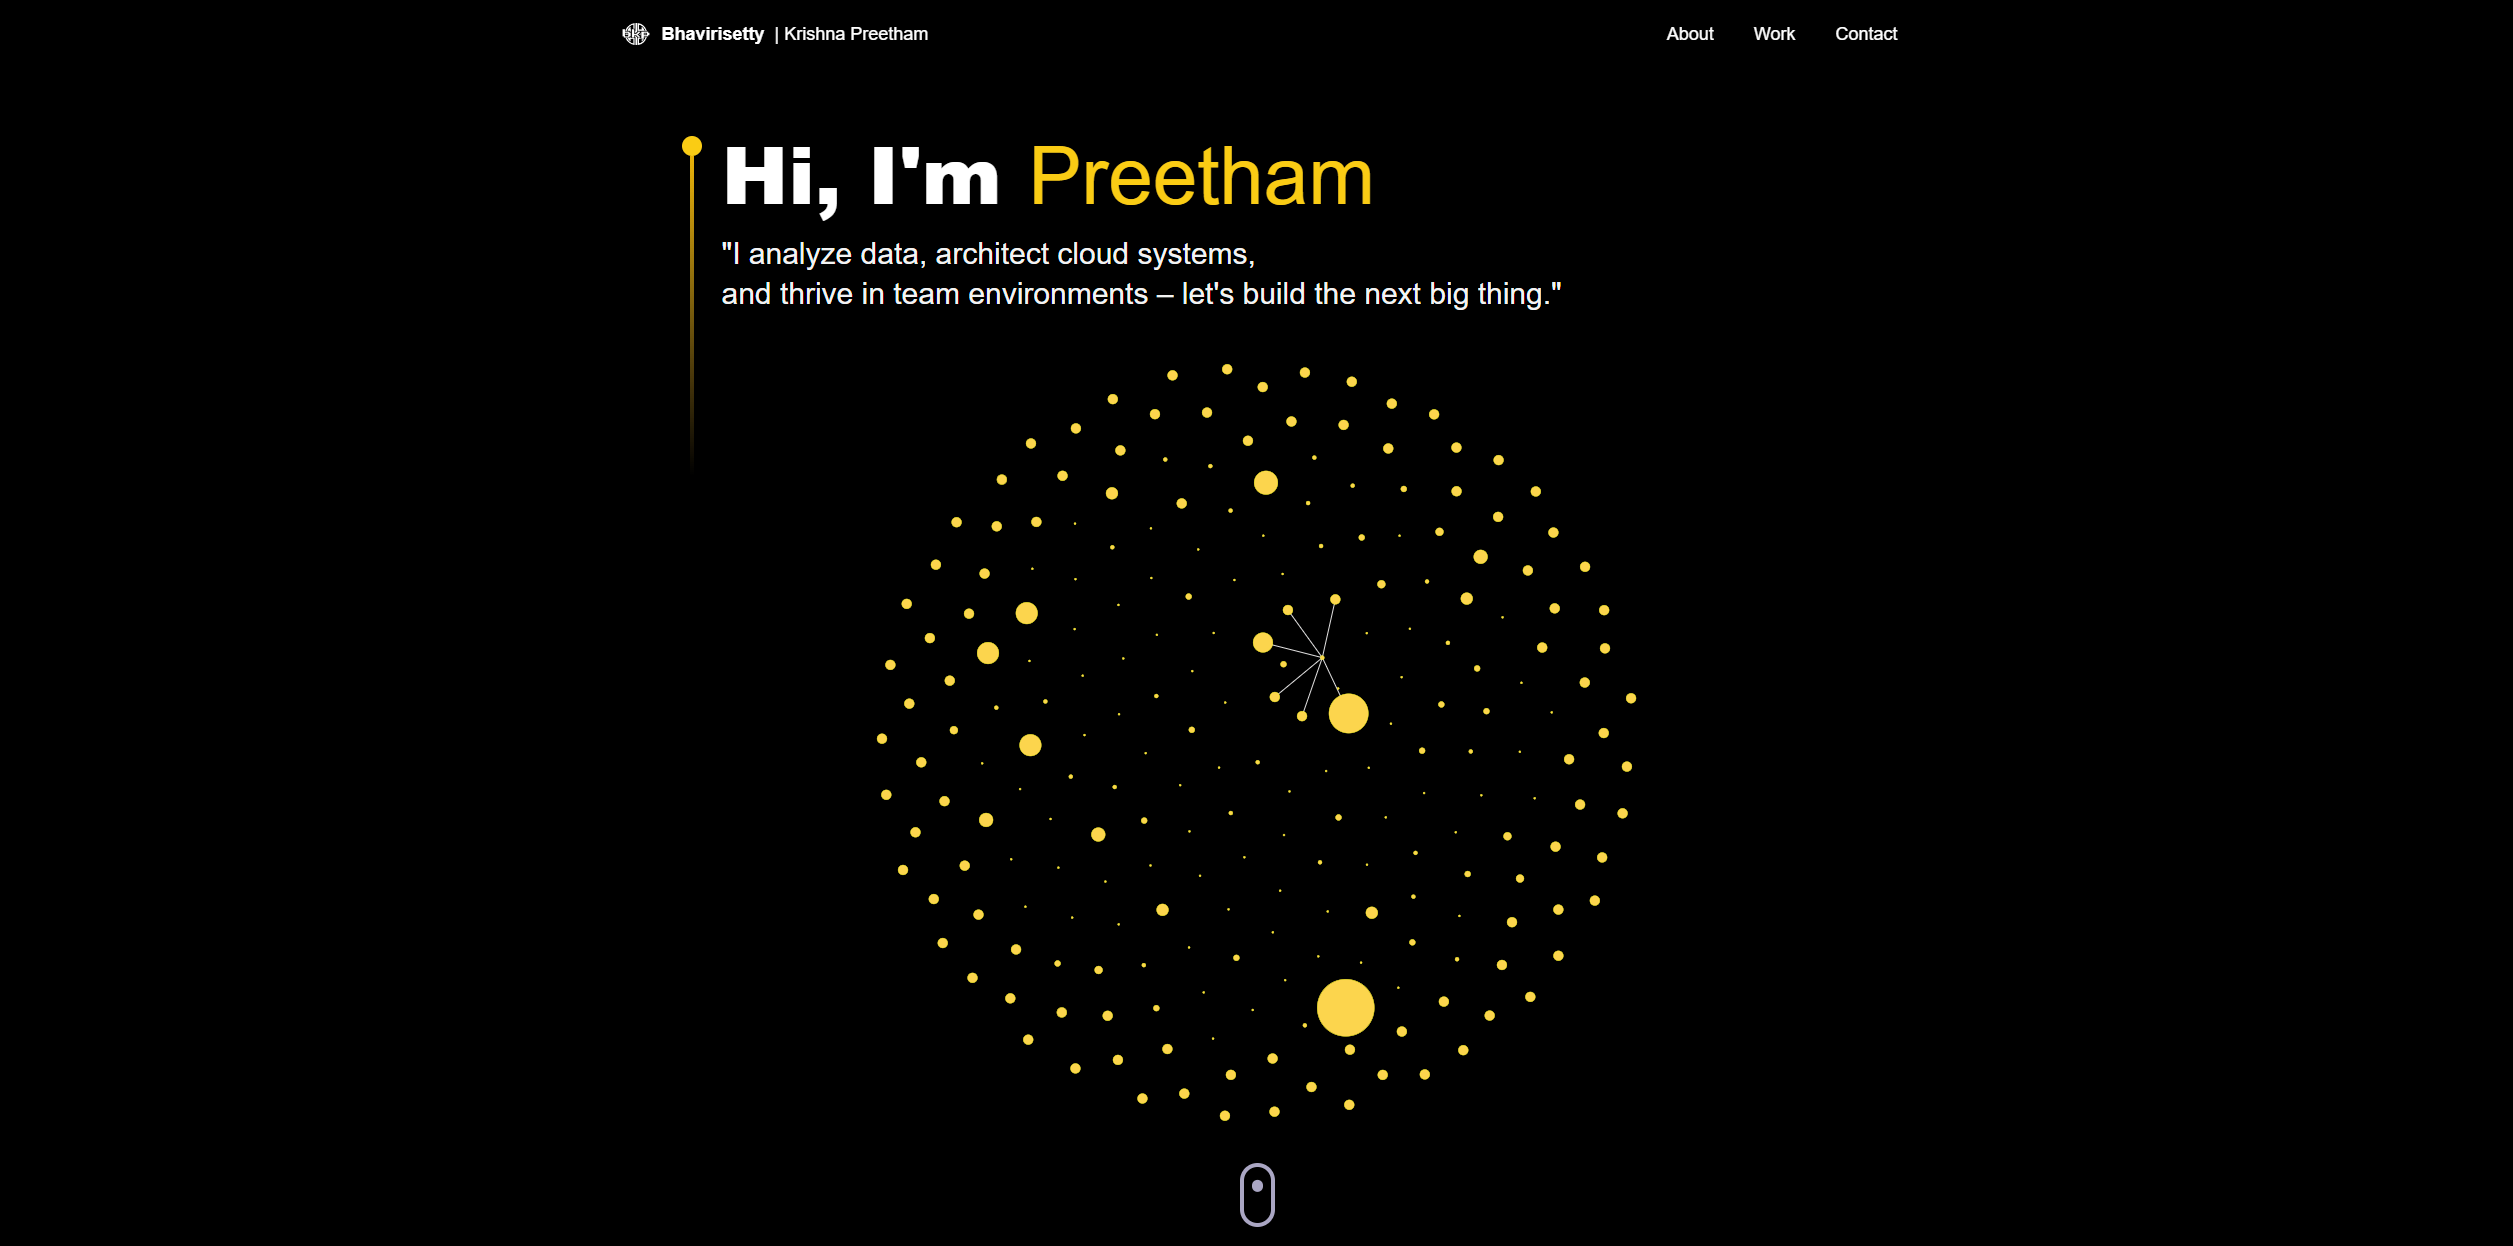 BKP
Bhavirisetty | Krishna Preetham
About Work Contact
Hi, I'm Preetham
"I analyze data, architect cloud systems,
and thrive in team environments – let's build the next big thing."